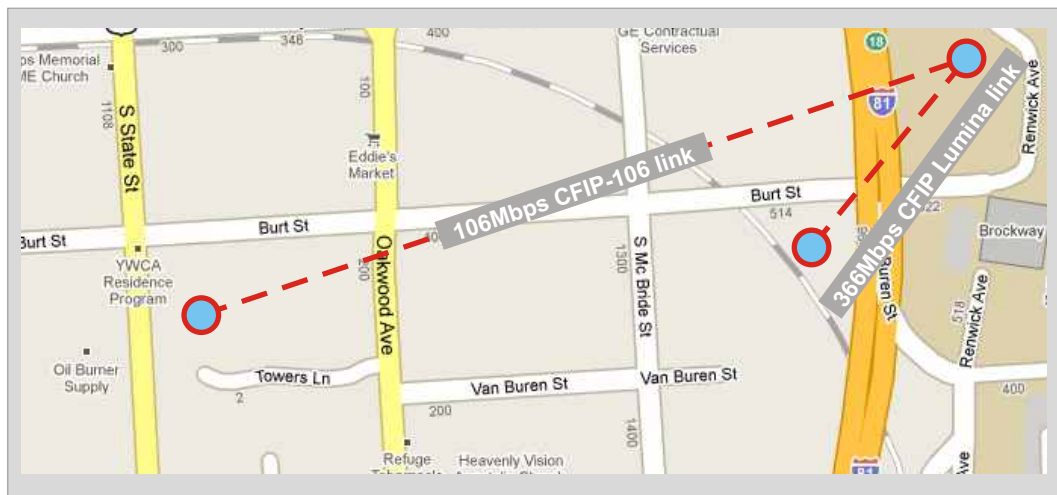 300
348
400
GE Contractual
Services
18
ps Memorial
ME Church
1108
S State St
100
Eddie's
Market
81
Renwick Ave
106Mbps CFIP-106 link
366Mbps CFIP Lumina link
Burt St
514
22
Burt St
Burt St
Brockway
YWCA
Residence
Program
Oakwood Ave
200
1300
S Mc Bride St
Buren St
518
Renwick Ave
Oil Burner
Supply
Towers Ln
2
Van Buren St
Van Buren St
400
200
1400
Refuge
Tabernacle
Heavenly Vision
81
Ave